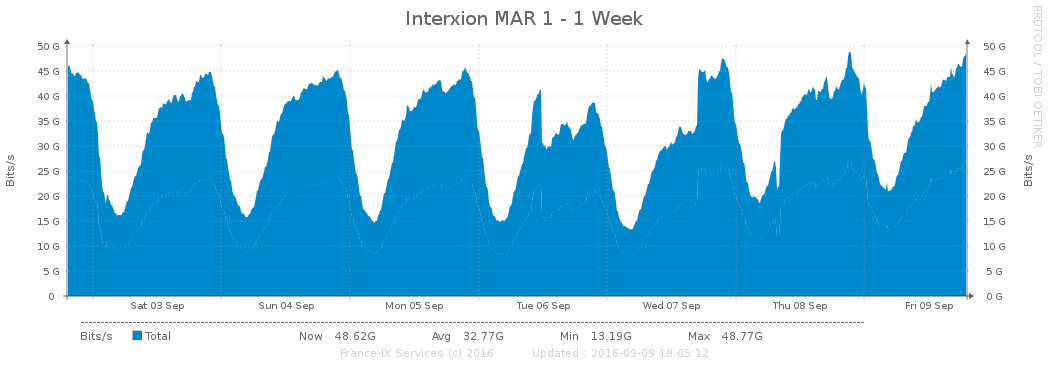 Interxion MAR 1 - 1 Week
RRDTOOL / TOBI OETIKER
Bits/s
50 G 50 G
45 G 45 G
40 G 40 G
35 G 35 G
30 G 30 G
25 G 25 G
20 G 20 G
15 G 15 G
10 G 10 G
5 G 5 G
0 0 G
Bits/s
Sat 03 Sep Sun 04 Sep Mon 05 Sep Tue 06 Sep Wed 07 Sep Thu 08 Sep Fri 09 Sep
Bits/s Total Now 48.62G Avg 32.77G Min 13.19G Max 48.77G
France-IX Services (c) 2016 Updated : 2016-09-09 19:05:12